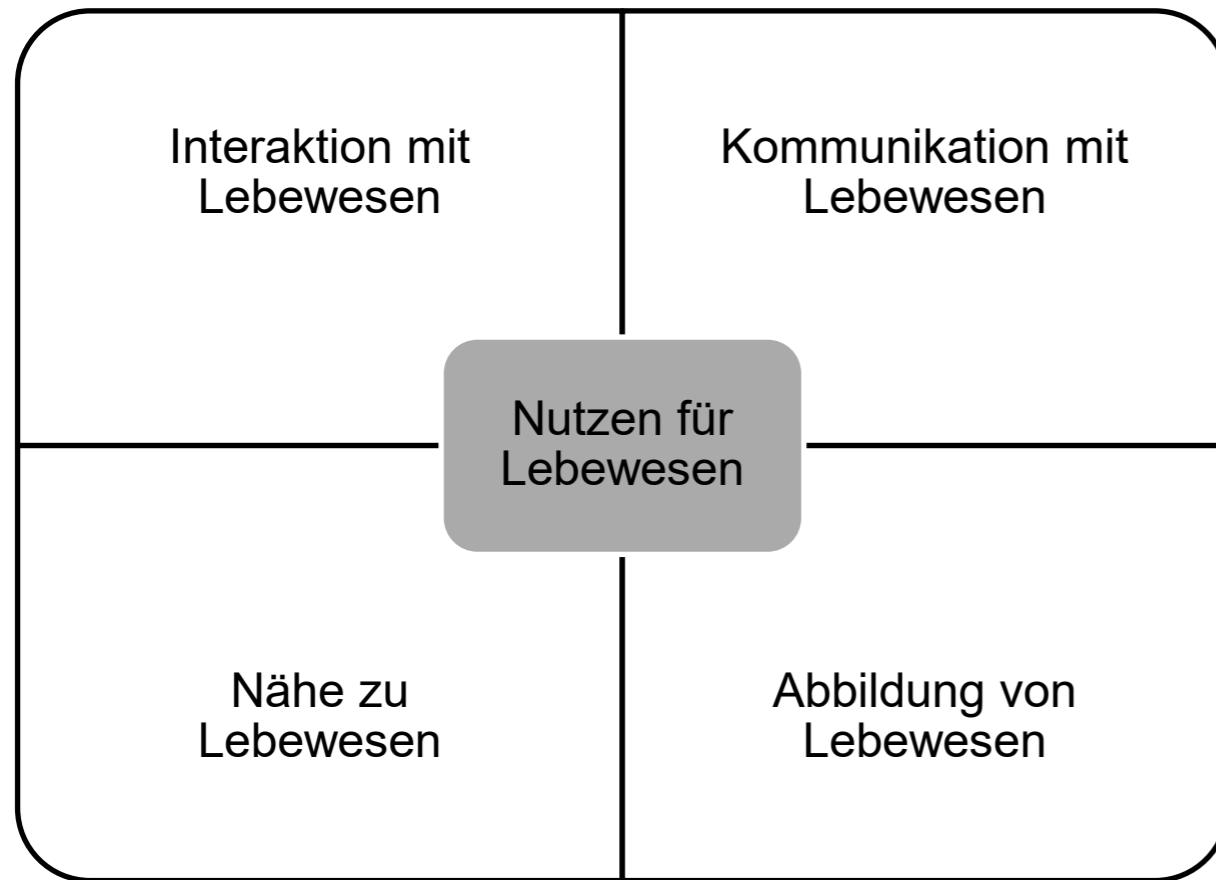 Interaktion mit
Lebewesen
Kommunikation mit
Lebewesen
Nutzen für
Lebewesen
Nähe zu
Lebewesen
Abbildung von
Lebewesen